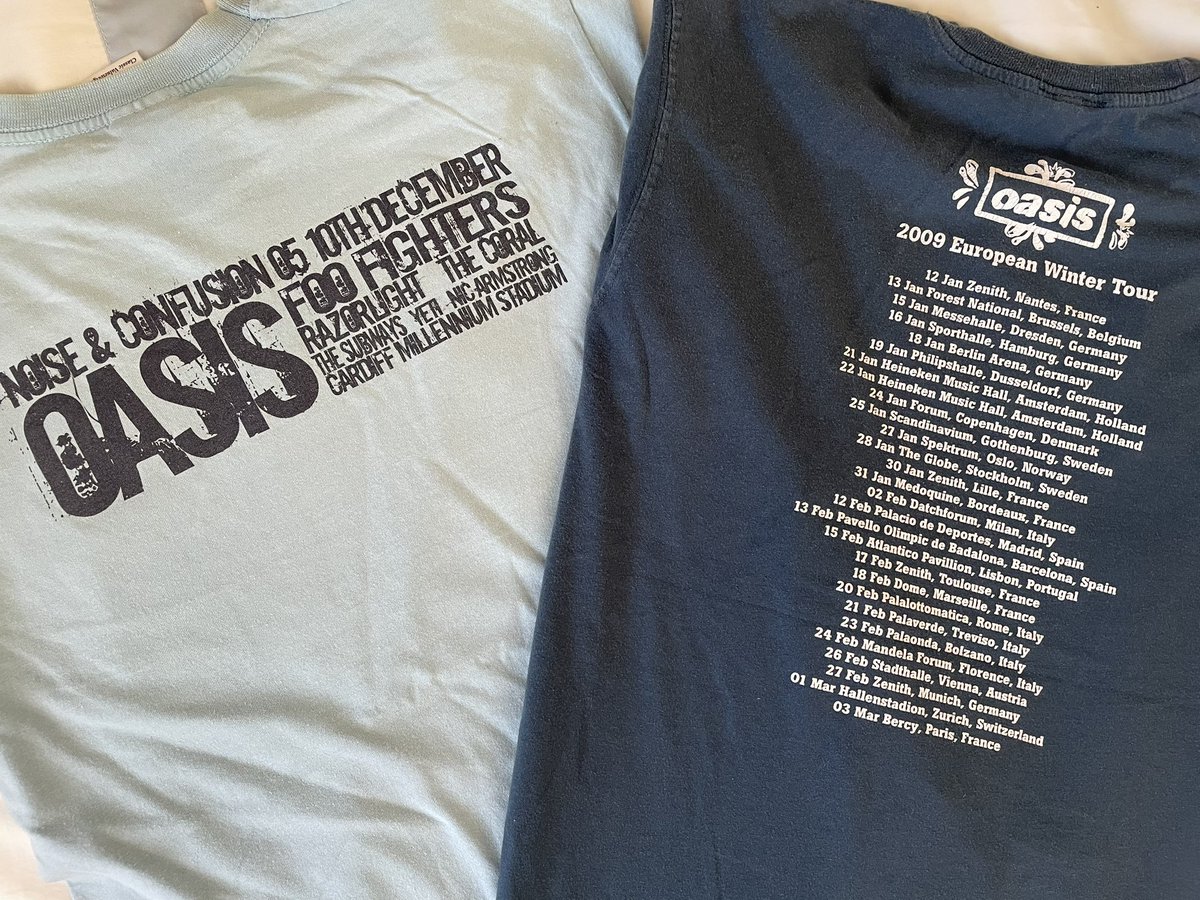 Classic
NOISE & CONFUSION 05 10TH DECEMBER
OASIS
FOO FIGHTERS
RAZORLIGHT THE CORAL
THE SUBWAYS YEAH NIC ARMSTRONG
CARDIFF MILLENNIUM STADIUM
oasis
2009 European Winter Tour
12 Jan Zenith, Nantes, France
13 Jan Forest National, Brussels, Belgium
15 Jan Messehalle, Dresden, Germany
16 Jan Sporthalle, Hamburg, Germany
18 Jan Berlin Arena, Germany
19 Jan Philipshalle, Dusseldorf, Germany
21 Jan Heineken Music Hall, Amsterdam, Holland
22 Jan Heineken Music Hall, Amsterdam, Holland
24 Jan Forum, Copenhagen, Denmark
25 Jan Scandinavium, Gothenburg, Sweden
27 Jan Spektrum, Oslo, Norway
28 Jan The Globe, Stockholm, Sweden
30 Jan Zenith, Lille, France
31 Jan Medoquine, Bordeaux, France
02 Feb Datchforum, Milan, Italy
12 Feb Palacio de Deportes, Madrid, Spain
13 Feb Pavello Olimpic de Badalona, Barcelona, Spain
15 Feb Atlantico Pavillion, Lisbon, Portugal
17 Feb Zenith, Toulouse, France
18 Feb Dome, Marseille, France
20 Feb Palalottomatica, Rome, Italy
21 Feb Palaverde, Treviso, Italy
23 Feb Palaonda, Bolzano, Italy
24 Feb Mandela Forum, Florence, Italy
26 Feb Stadthalle, Vienna, Austria
27 Feb Zenith, Munich, Germany
01 Mar Hallenstadion, Zurich, Switzerland
03 Mar Bercy, Paris, France